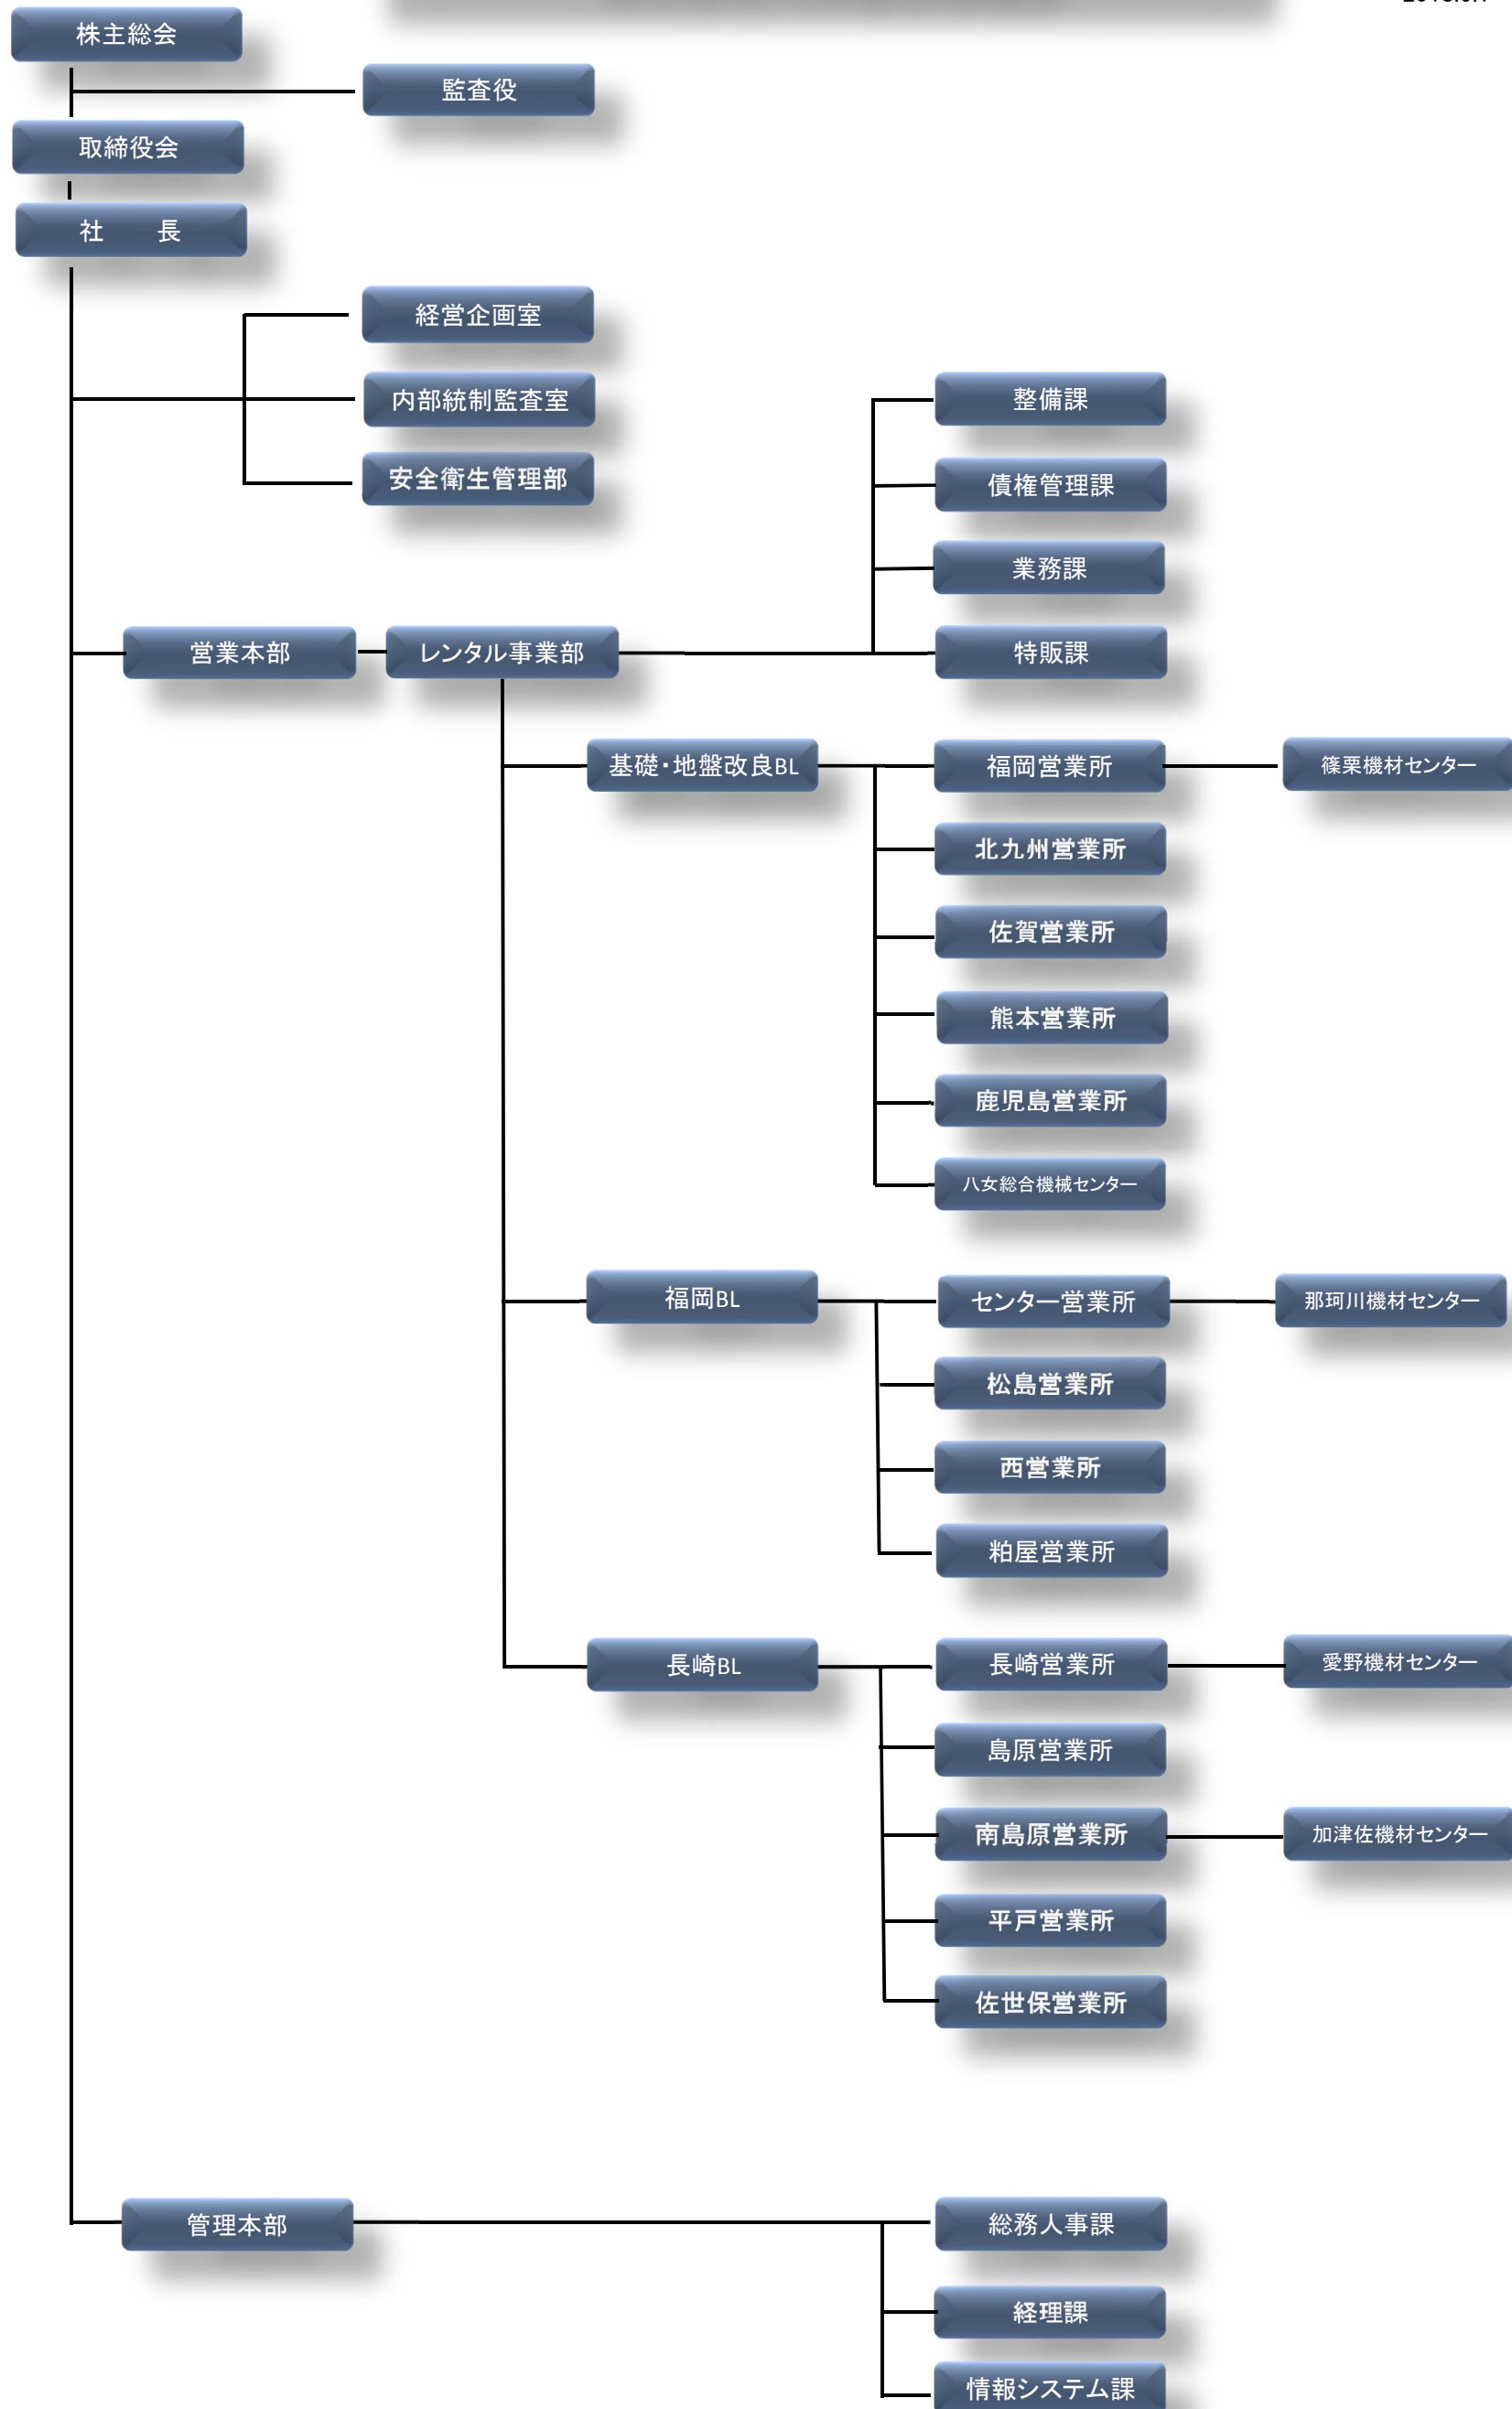 株主総会
監査役
取締役会
社　　長
経営企画室
内部統制監査室
安全衛生管理部
整備課
債権管理課
業務課
特販課
営業本部
レンタル事業部
基礎・地盤改良BL
福岡営業所
篠栗機材センター
北九州営業所
佐賀営業所
熊本営業所
鹿児島営業所
八女総合機械センター
福岡BL
センター営業所
那珂川機材センター
松島営業所
西営業所
粕屋営業所
長崎BL
長崎営業所
愛野機材センター
島原営業所
南島原営業所
加津佐機材センター
平戸営業所
佐世保営業所
管理本部
総務人事課
経理課
情報システム課